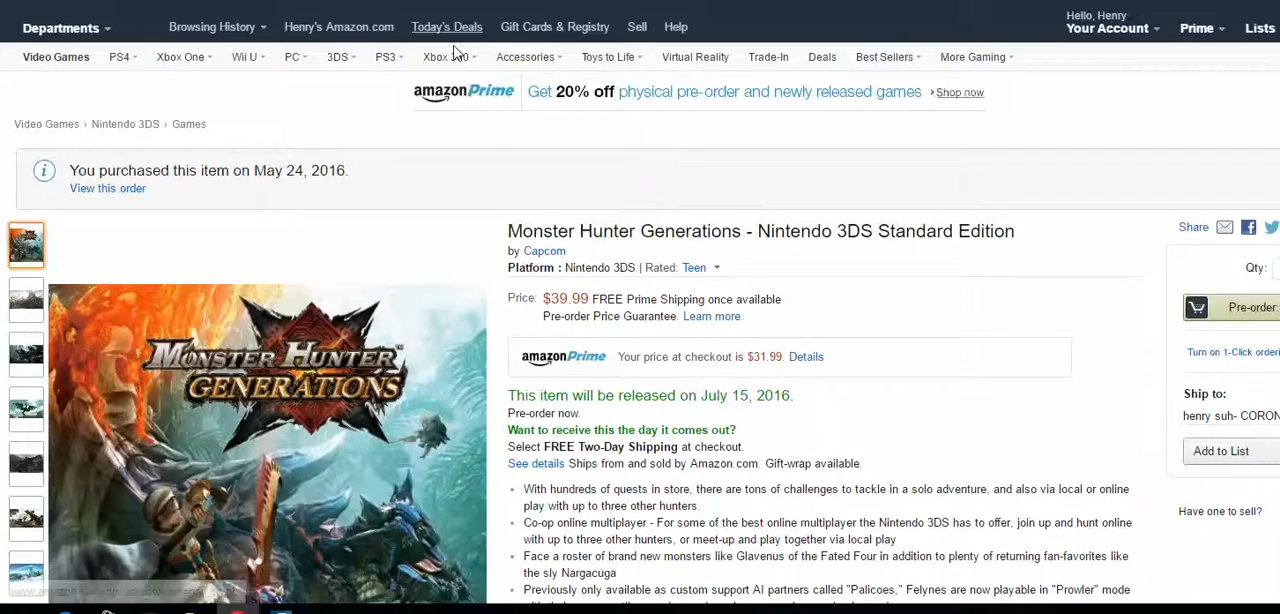 Hello, Henry
Departments Browsing History Henry's Amazon.com Today's Deals Gift Cards & Registry Sell Help Your Account Prime Lists
Video Games PS4 Xbox One Wii U PC 3DS PS3 Xbox Accessories Toys to Life Virtual Reality Trade-In Deals Best Sellers More Gaming
amazonPrime Get 20% off physical pre-order and newly released games › Shop now
Video Games › Nintendo 3DS › Games
i You purchased this item on May 24, 2016.
View this order
Monster Hunter Generations - Nintendo 3DS Standard Edition
Share
by Capcom
Platform : Nintendo 3DS | Rated: Teen
Qty:
Price: $39.99 FREE Prime Shipping once available
Pre-order Price Guarantee. Learn more.
Pre-order:
amazonPrime Your price at checkout is $31.99. Details
Turn on 1-Click
MONSTER HUNTER™
GENERATIONS
This item will be released on July 15, 2016.
Pre-order now.
Want to receive this the day it comes out?
Select FREE Two-Day Shipping at checkout.
See details Ships from and sold by Amazon.com. Gift-wrap available.
Ship to:
henry suh- CORON
Add to List
Have one to sell?
• With hundreds of quests in store, there are tons of challenges to tackle in a solo adventure, and also via local or online
play with up to three other hunters.
• Co-op online multiplayer - For some of the best online multiplayer the Nintendo 3DS has to offer, join up and hunt online
with up to three other hunters, or meet-up and play together via local play
• Face a roster of brand new monsters like Glavenus of the Fated Four in addition to plenty of returning fan-favorites like
the sly Nargacuga
• Previously only available as custom support AI partners called "Palicoes," Felynes are now playable in "Prowler" mode